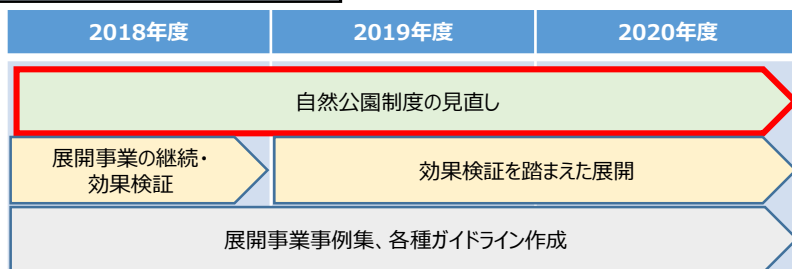 2018年度 2019年度 2020年度
自然公園制度の見直し
展開事業の継続・
効果検証
効果検証を踏まえた展開
展開事業事例集、各種ガイドライン作成